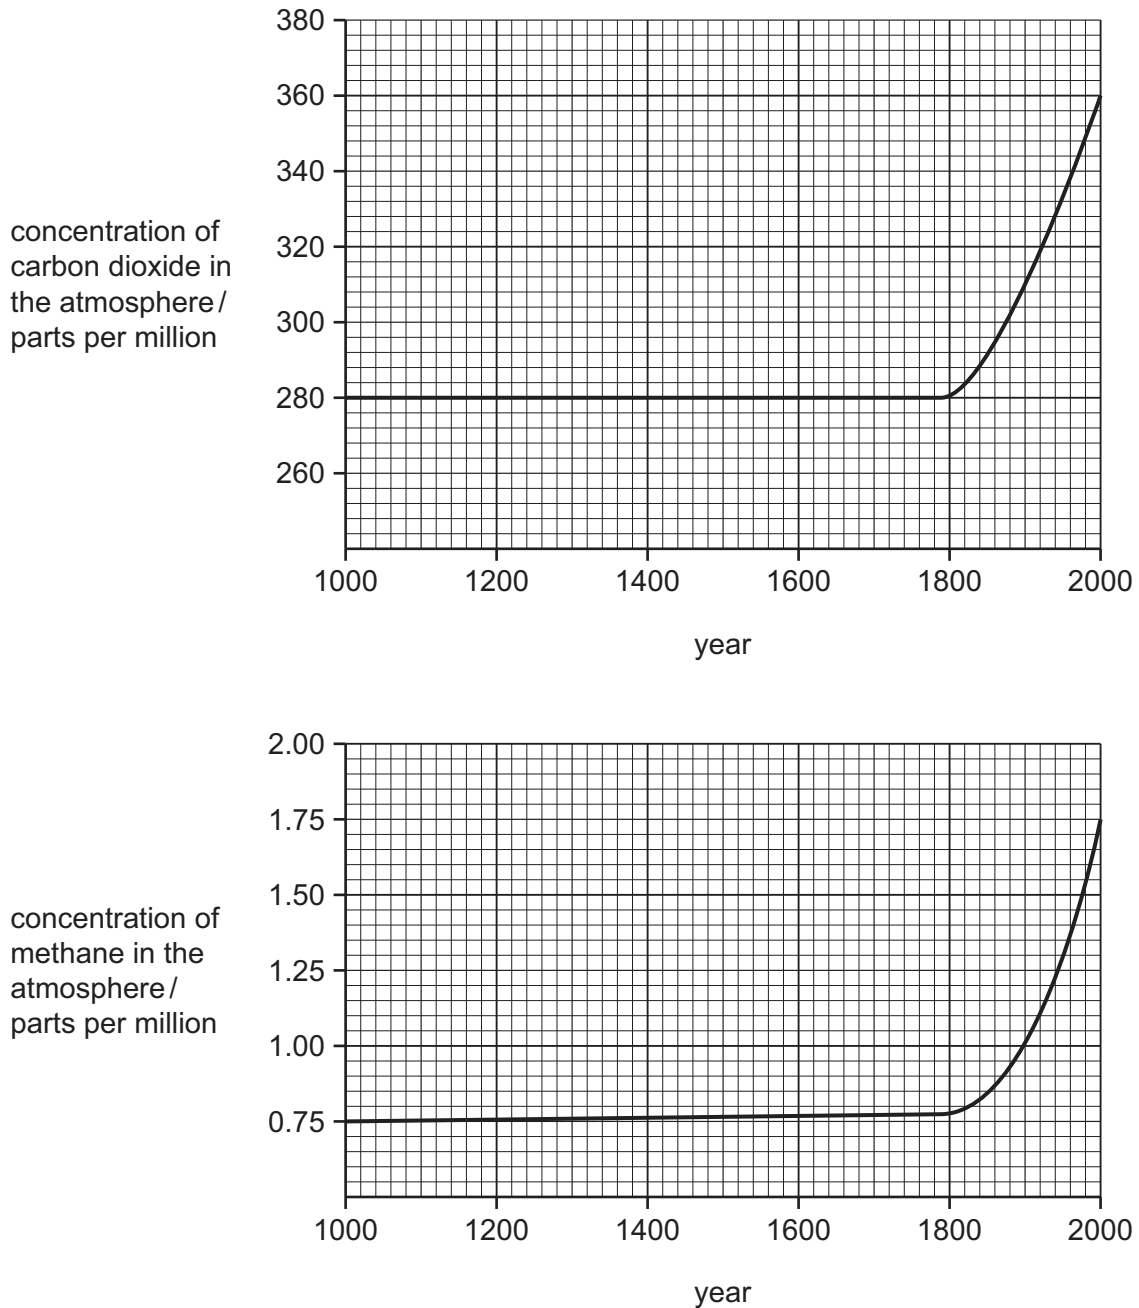 380
360
340
320
300
280
260
concentration of
carbon dioxide in
the atmosphere /
parts per million
1000 1200 1400 1600 1800 2000
year
2.00
1.75
1.50
1.25
1.00
0.75
concentration of
methane in the
atmosphere /
parts per million
1000 1200 1400 1600 1800 2000
year